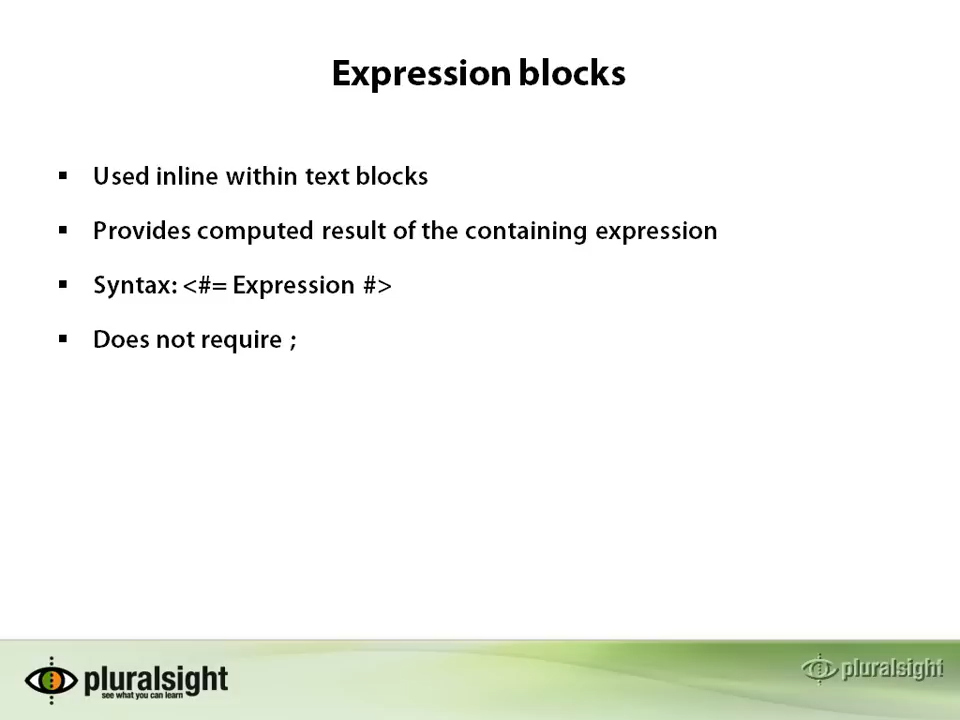 Expression blocks
▪ Used inline within text blocks
▪ Provides computed result of the containing expression
▪ Syntax: <#= Expression #>
▪ Does not require ;
pluralsight
see what you can learn
pluralsight